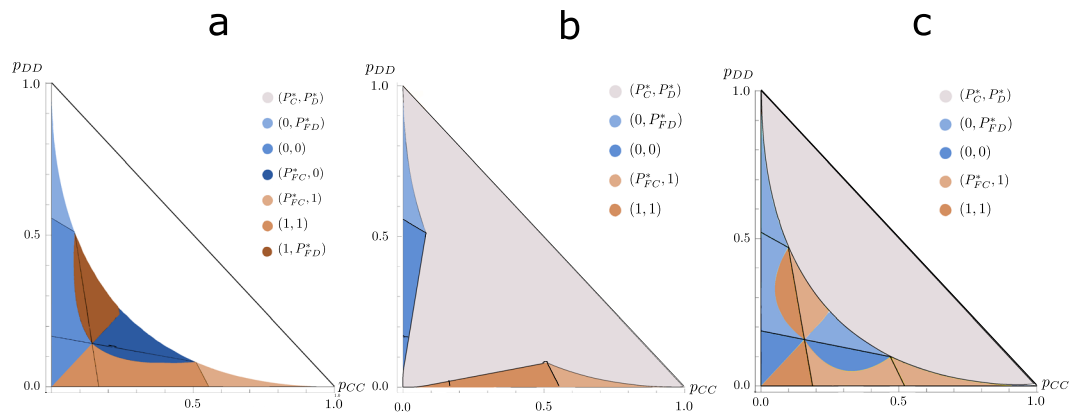 a
p_{DD}
1.0
0.5
0.0
0.5
1.0
p_{CC}
(P_C^*, P_D^*)
(0, P_{FD}^*)
(0, 0)
(P_{FC}^*, 0)
(P_{FC}^*, 1)
(1, 1)
(1, P_{FD}^*)
b
p_{DD}
1.0
0.5
0.0
0.0
0.5
1.0
p_{CC}
(P_C^*, P_D^*)
(0, P_{FD}^*)
(0, 0)
(P_{FC}^*, 1)
(1, 1)
c
p_{DD}
1.0
0.5
0.0
0.0
0.5
1.0
p_{CC}
(P_C^*, P_D^*)
(0, P_{FD}^*)
(0, 0)
(P_{FC}^*, 1)
(1, 1)